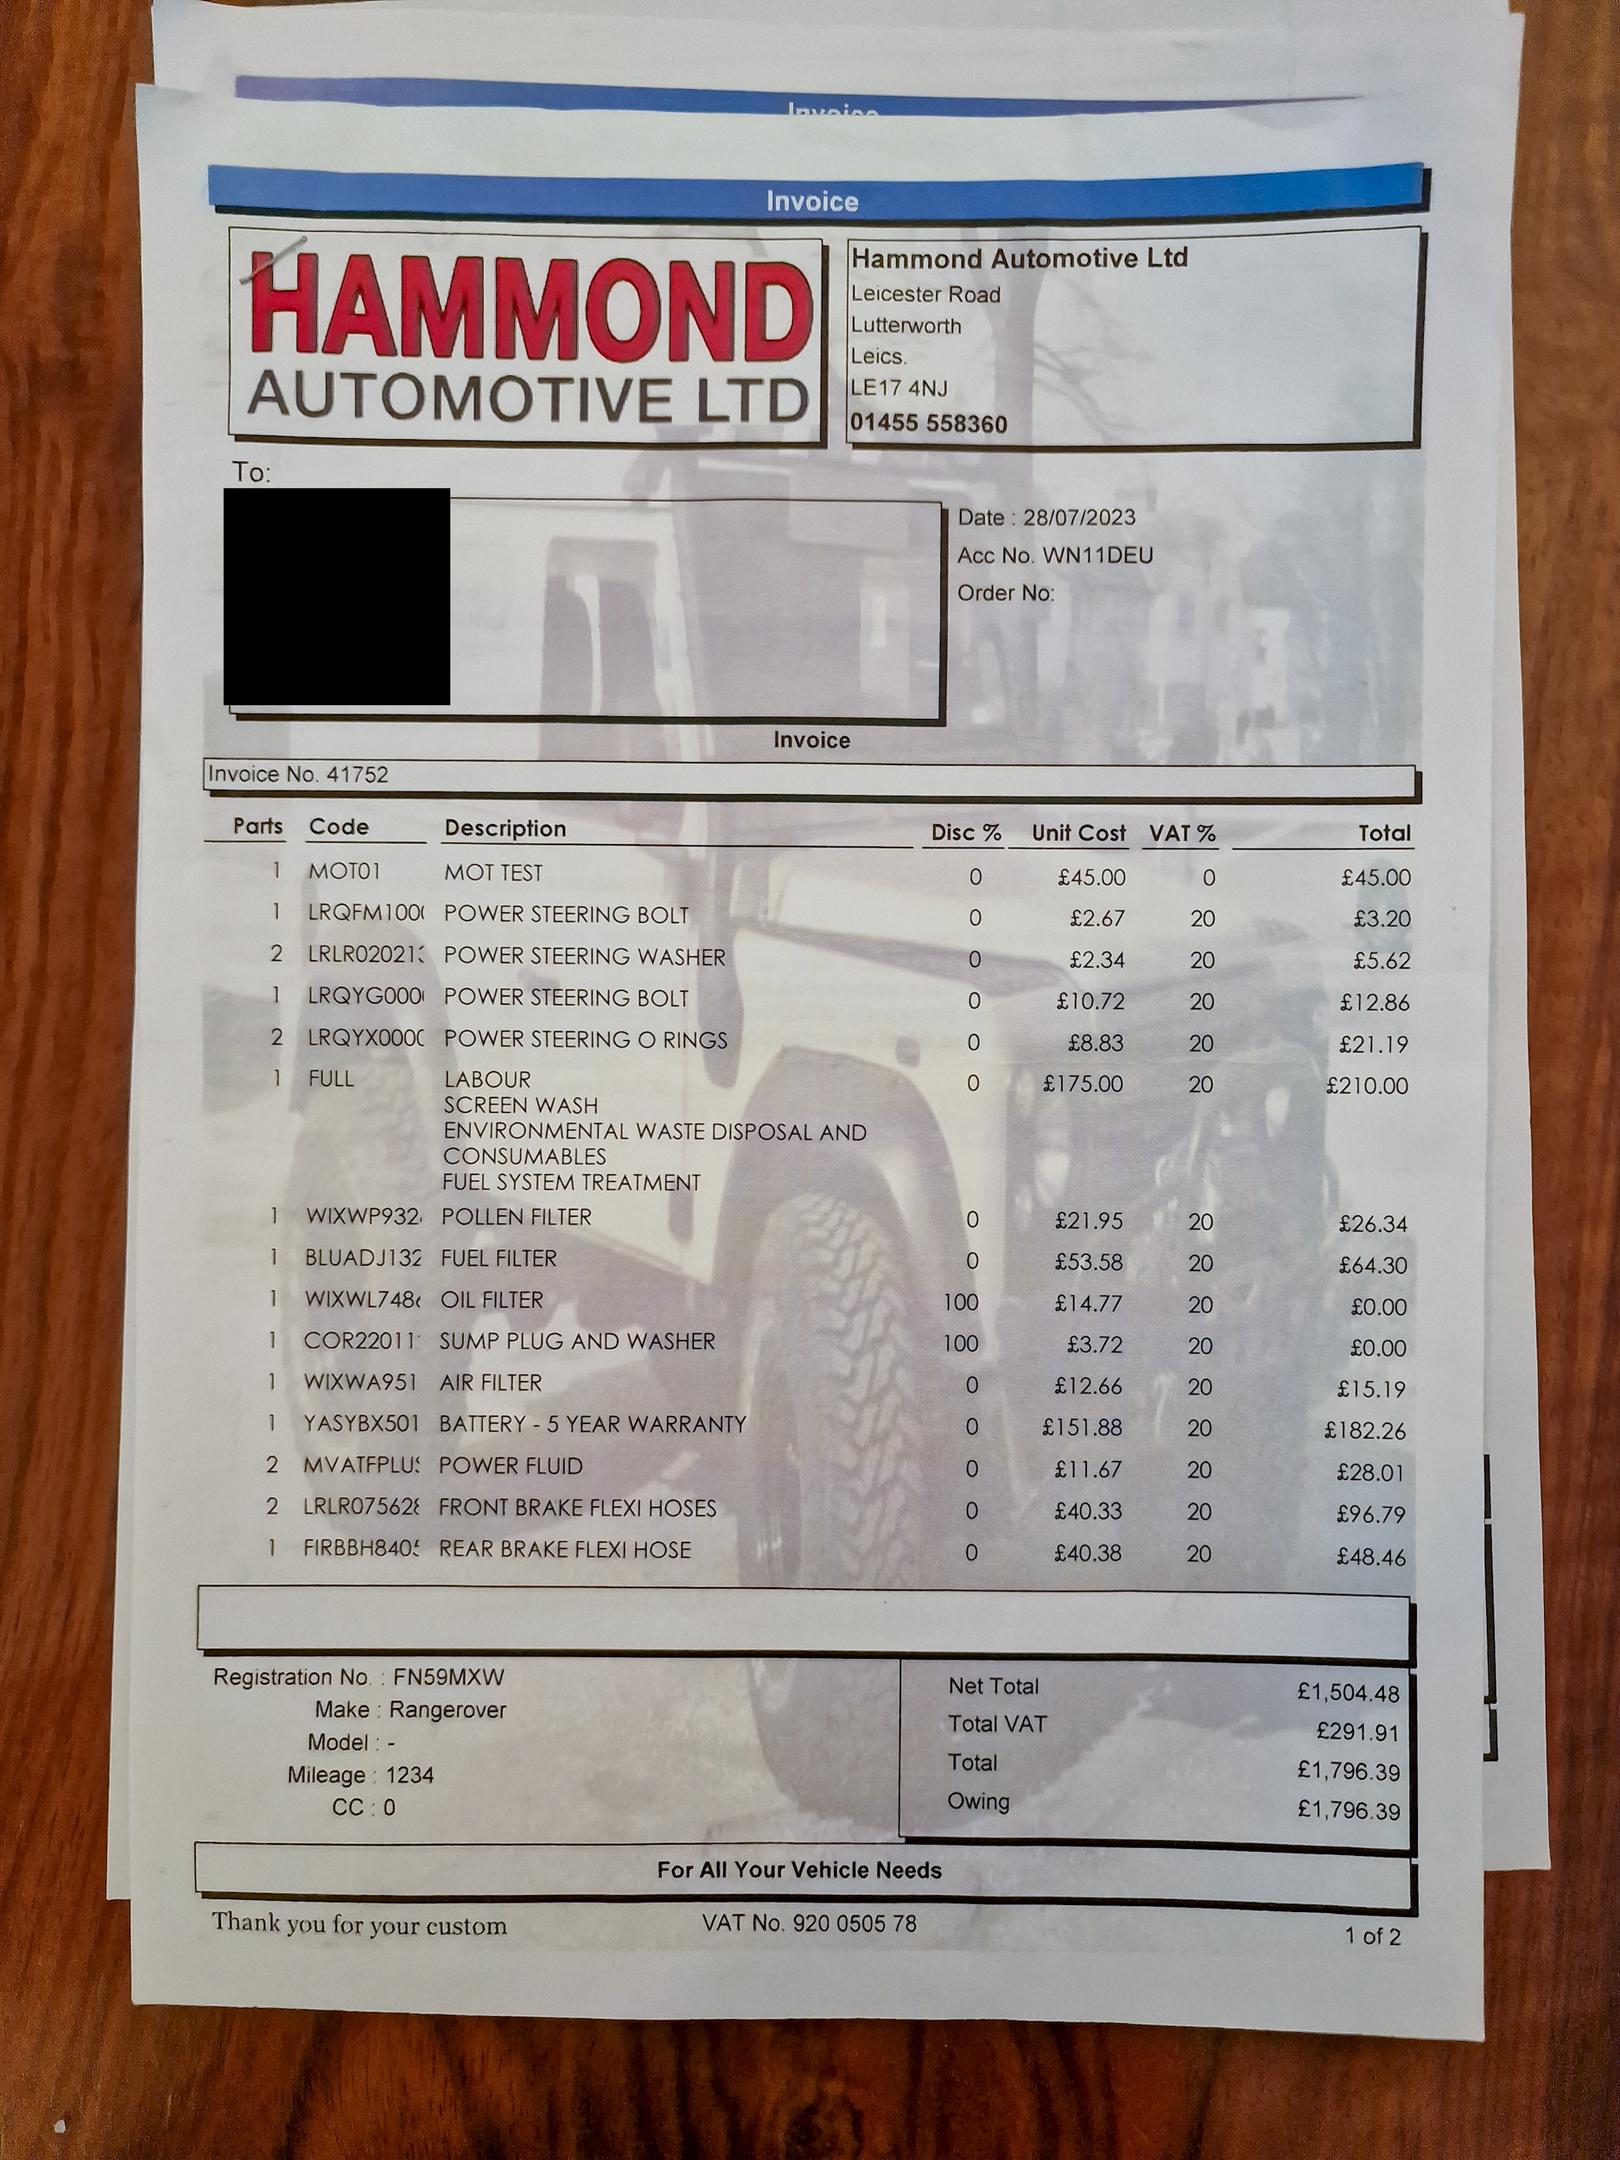 Invoice
Invoice
HAMMOND
AUTOMOTIVE LTD
Hammond Automotive Ltd
Leicester Road
Lutterworth
Leics.
LE17 4NJ
01455 558360
To:
Date : 28/07/2023
Acc No. WN11DEU
Order No:
Invoice
Invoice No. 41752
Parts Code Description Disc % Unit Cost VAT % Total
1 MOT01 MOT TEST 0 £45.00 0 £45.00
1 LRQFM100 POWER STEERING BOLT 0 £2.67 20 £3.20
2 LRLR02021 POWER STEERING WASHER 0 £2.34 20 £5.62
1 LRQYG000 POWER STEERING BOLT 0 £10.72 20 £12.86
2 LRQYX000 POWER STEERING O RINGS 0 £8.83 20 £21.19
1 FULL LABOUR 0 £175.00 20 £210.00
SCREEN WASH
ENVIRONMENTAL WASTE DISPOSAL AND
CONSUMABLES
FUEL SYSTEM TREATMENT
1 WIXWP932 POLLEN FILTER 0 £21.95 20 £26.34
1 BLUADJ132 FUEL FILTER 0 £53.58 20 £64.30
1 WIXWL748 OIL FILTER 100 £14.77 20 £0.00
1 COR22011 SUMP PLUG AND WASHER 100 £3.72 20 £0.00
1 WIXWA951 AIR FILTER 0 £12.66 20 £15.19
1 YASYBX501 BATTERY - 5 YEAR WARRANTY 0 £151.88 20 £182.26
2 MVATFPLU POWER FLUID 0 £11.67 20 £28.01
2 LRLR07562 FRONT BRAKE FLEXI HOSES 0 £40.33 20 £96.79
1 FIRBBH840 REAR BRAKE FLEXI HOSE 0 £40.38 20 £48.46
Registration No. : FN59MXW
Make : Rangerover
Model : -
Mileage : 1234
CC : 0
Net Total £1,504.48
Total VAT £291.91
Total £1,796.39
Owing £1,796.39
For All Your Vehicle Needs
Thank you for your custom VAT No. 920 0505 78 1 of 2